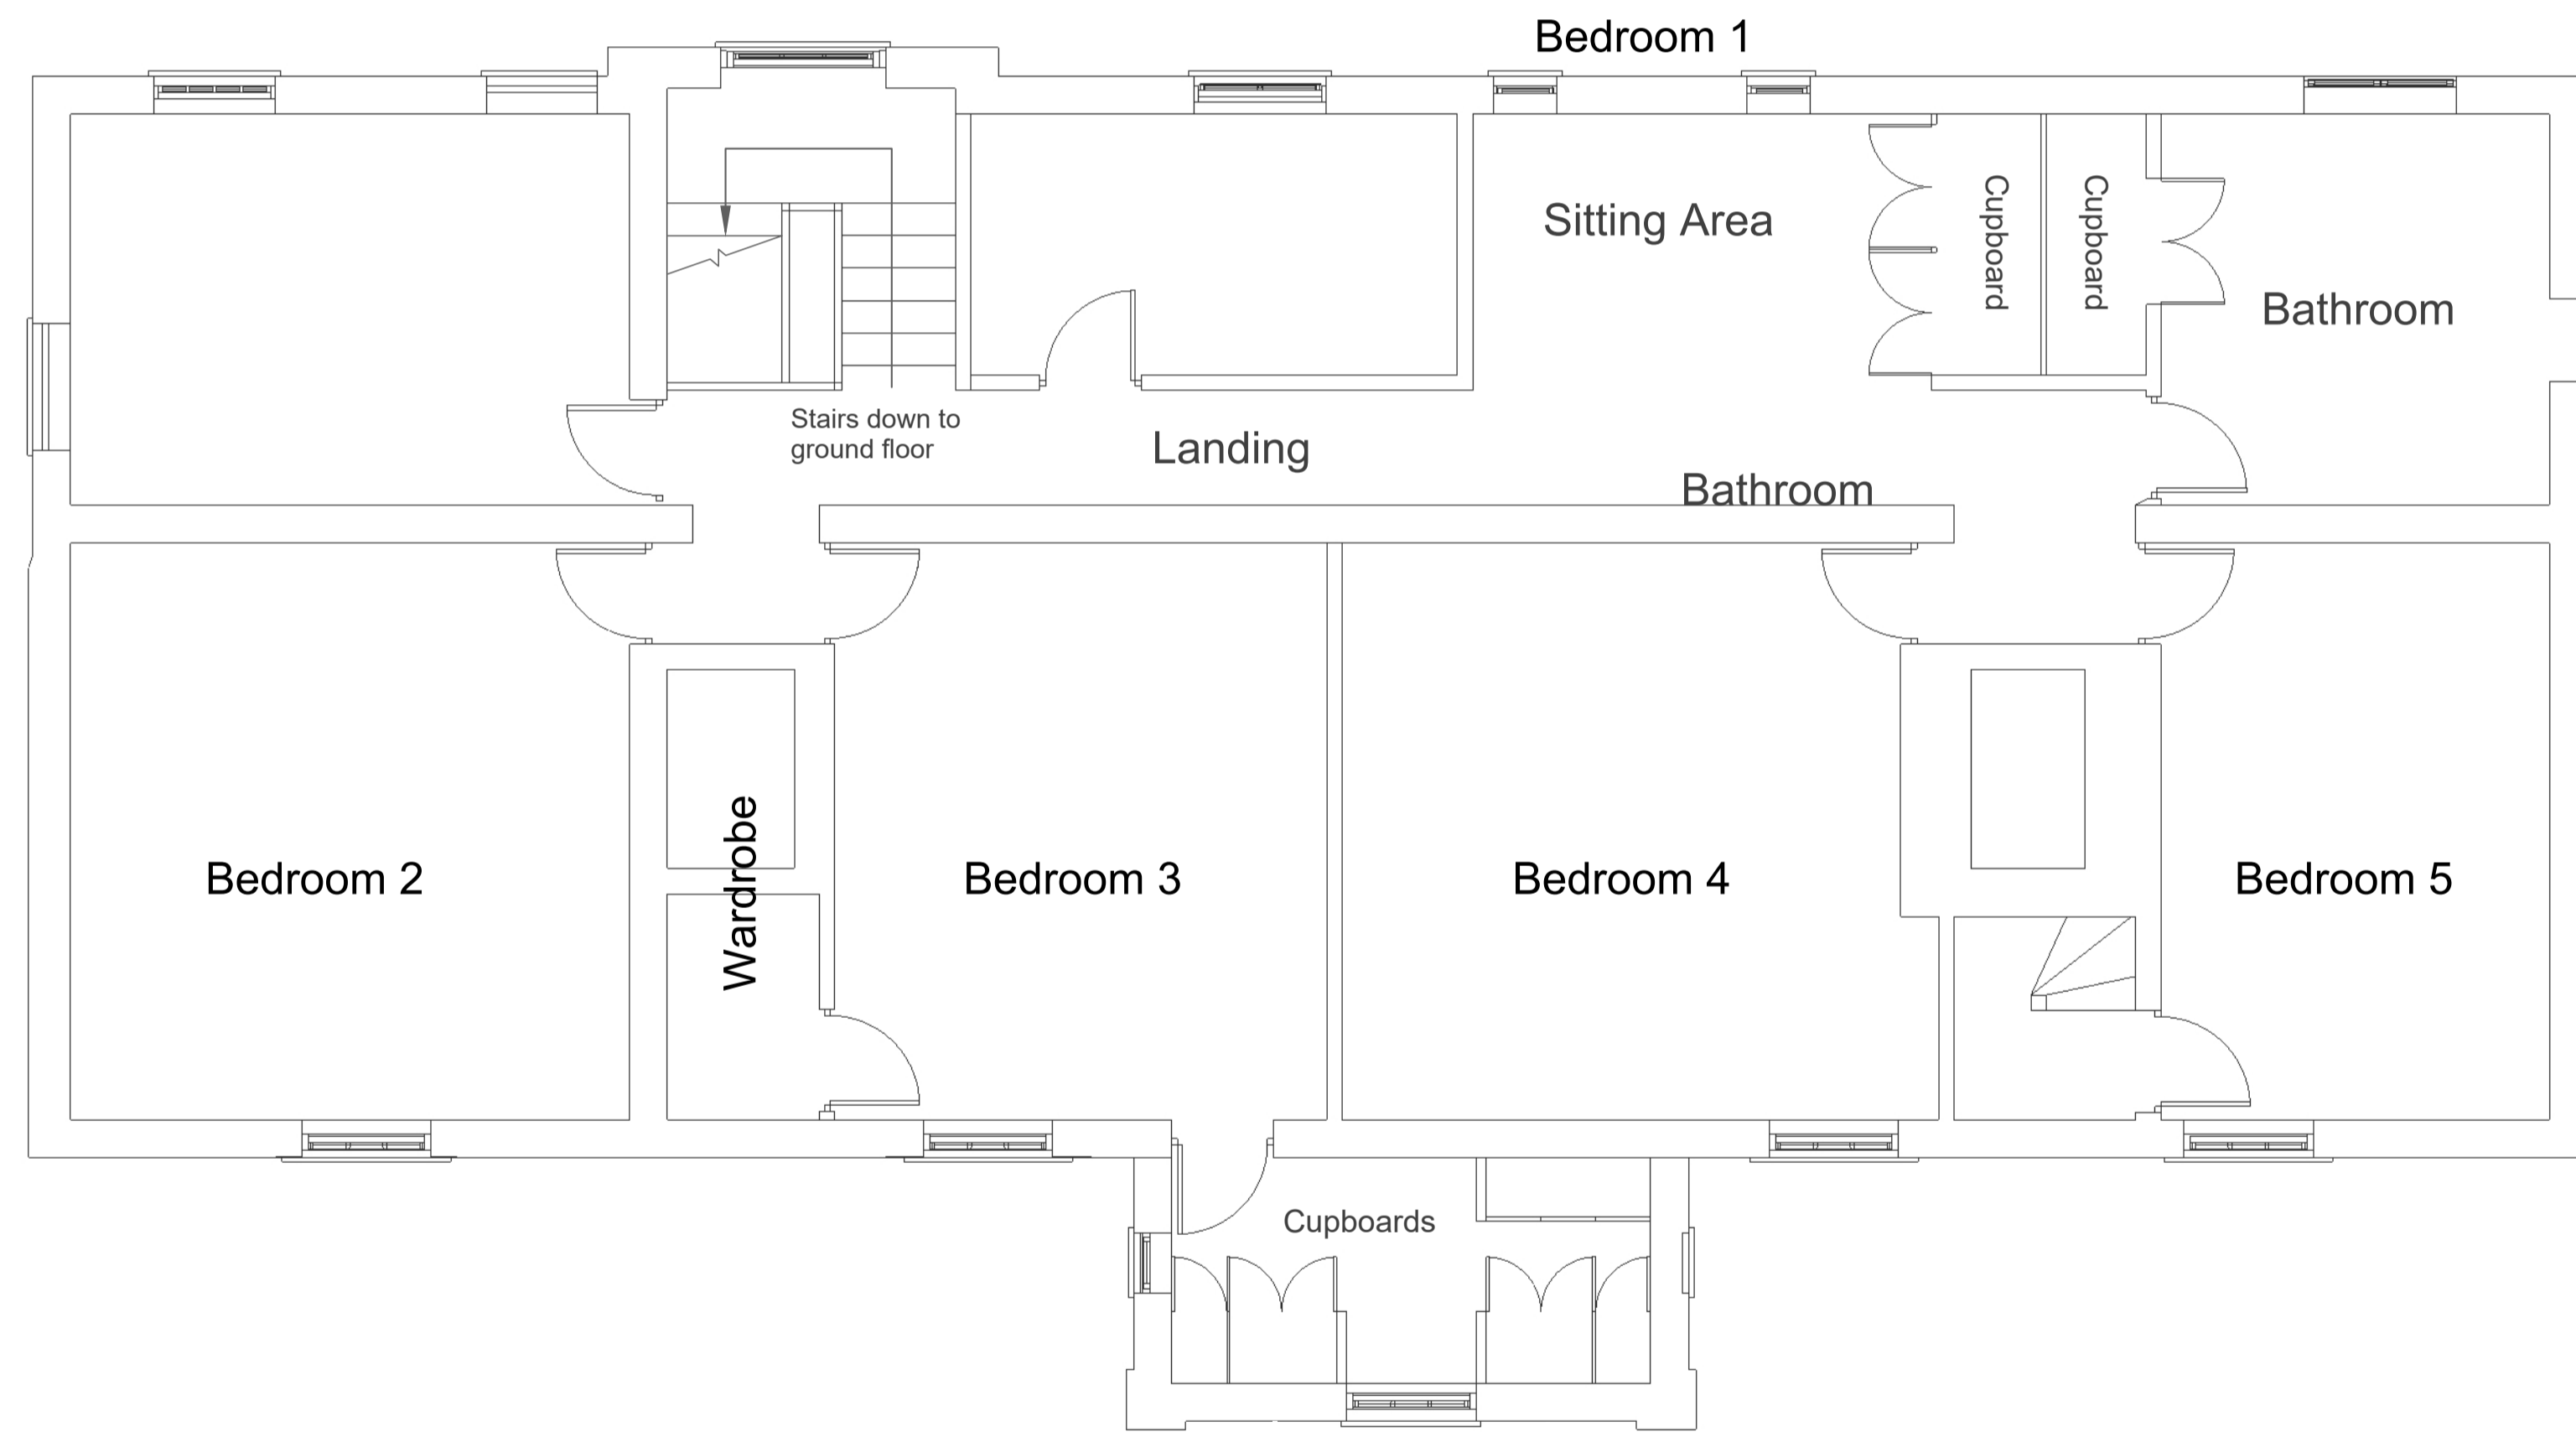 Bedroom 1
Sitting Area
Cupboard
Cupboard
Bathroom
Stairs down to
ground floor
Landing
Bathroom
Bedroom 2
Wardrobe
Bedroom 3
Bedroom 4
Bedroom 5
Cupboards